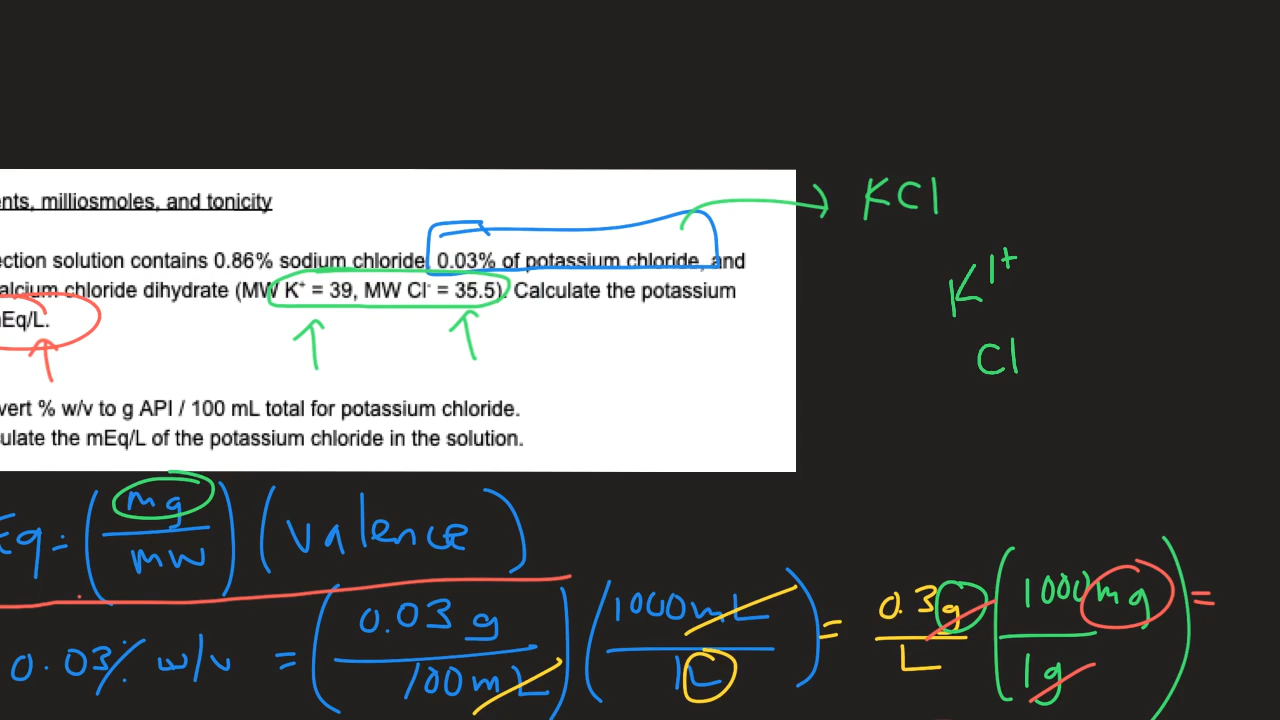 ents, milliosmoles, and tonicity
KCl
ection solution contains 0.86% sodium chloride, 0.03% of potassium chloride, and
K¹⁺
alcium chloride dihydrate (MW K⁺ = 39, MW Cl⁻ = 35.5). Calculate the potassium
nEq/L.
Cl
vert % w/v to g API / 100 mL total for potassium chloride.
ulate the mEq/L of the potassium chloride in the solution.
Eq = (mg/mw) (valence)
0.03% w/v = (0.03 g/100 mL) (1000 mL/1L) = 0.3 g/L (1000 mg/1 g) =